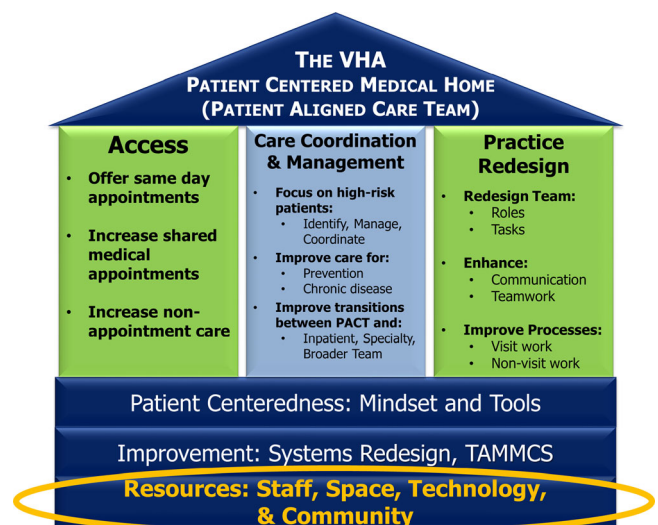 THE VHA
PATIENT CENTERED MEDICAL HOME
(PATIENT ALIGNED CARE TEAM)
Access
• Offer same day
appointments
• Increase shared
medical
appointments
• Increase non-
appointment care
Care Coordination
& Management
• Focus on high-risk
patients:
• Identify, Manage,
Coordinate
• Improve care for:
• Prevention
• Chronic disease
• Improve transitions
between PACT and:
• Inpatient, Specialty,
Broader Team
Practice
Redesign
• Redesign Team:
• Roles
• Tasks
• Enhance:
• Communication
• Teamwork
• Improve Processes:
• Visit work
• Non-visit work
Patient Centeredness: Mindset and Tools
Improvement: Systems Redesign, TAMMCS
Resources: Staff, Space, Technology,
& Community